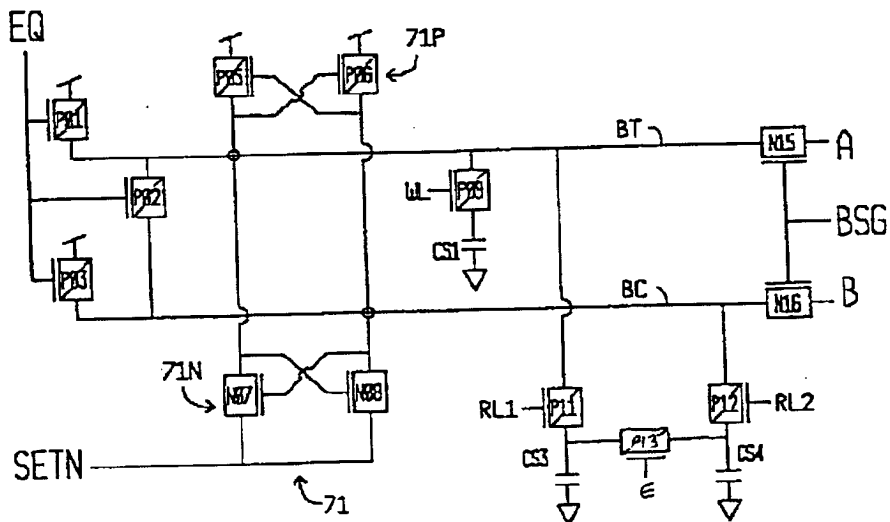 EQ
71P
P05
P06
P01
BT
N15
A
P02
WL
P09
BSG
CS1
P03
BC
N16
B
71N
N07
N08
RL1
P11
P12
RL2
P13
SETN
CS3
CS4
E
71